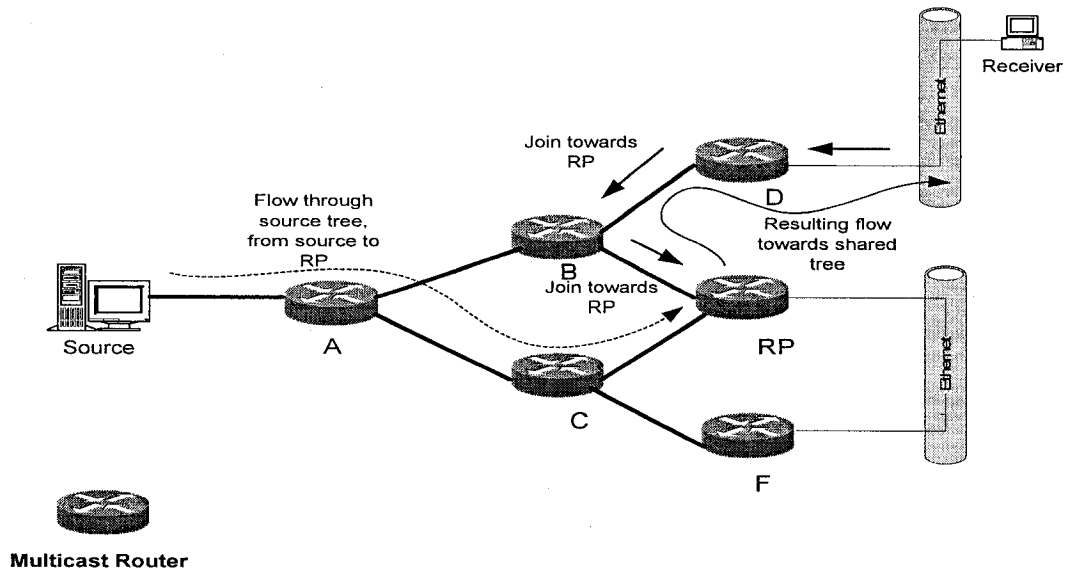 Ethernet
Receiver
Join towards
RP
D
Flow through
source tree,
from source to
RP
Resulting flow
towards shared
tree
B
Join towards
RP
Source
A
RP
Ethernet
C
F
Multicast Router